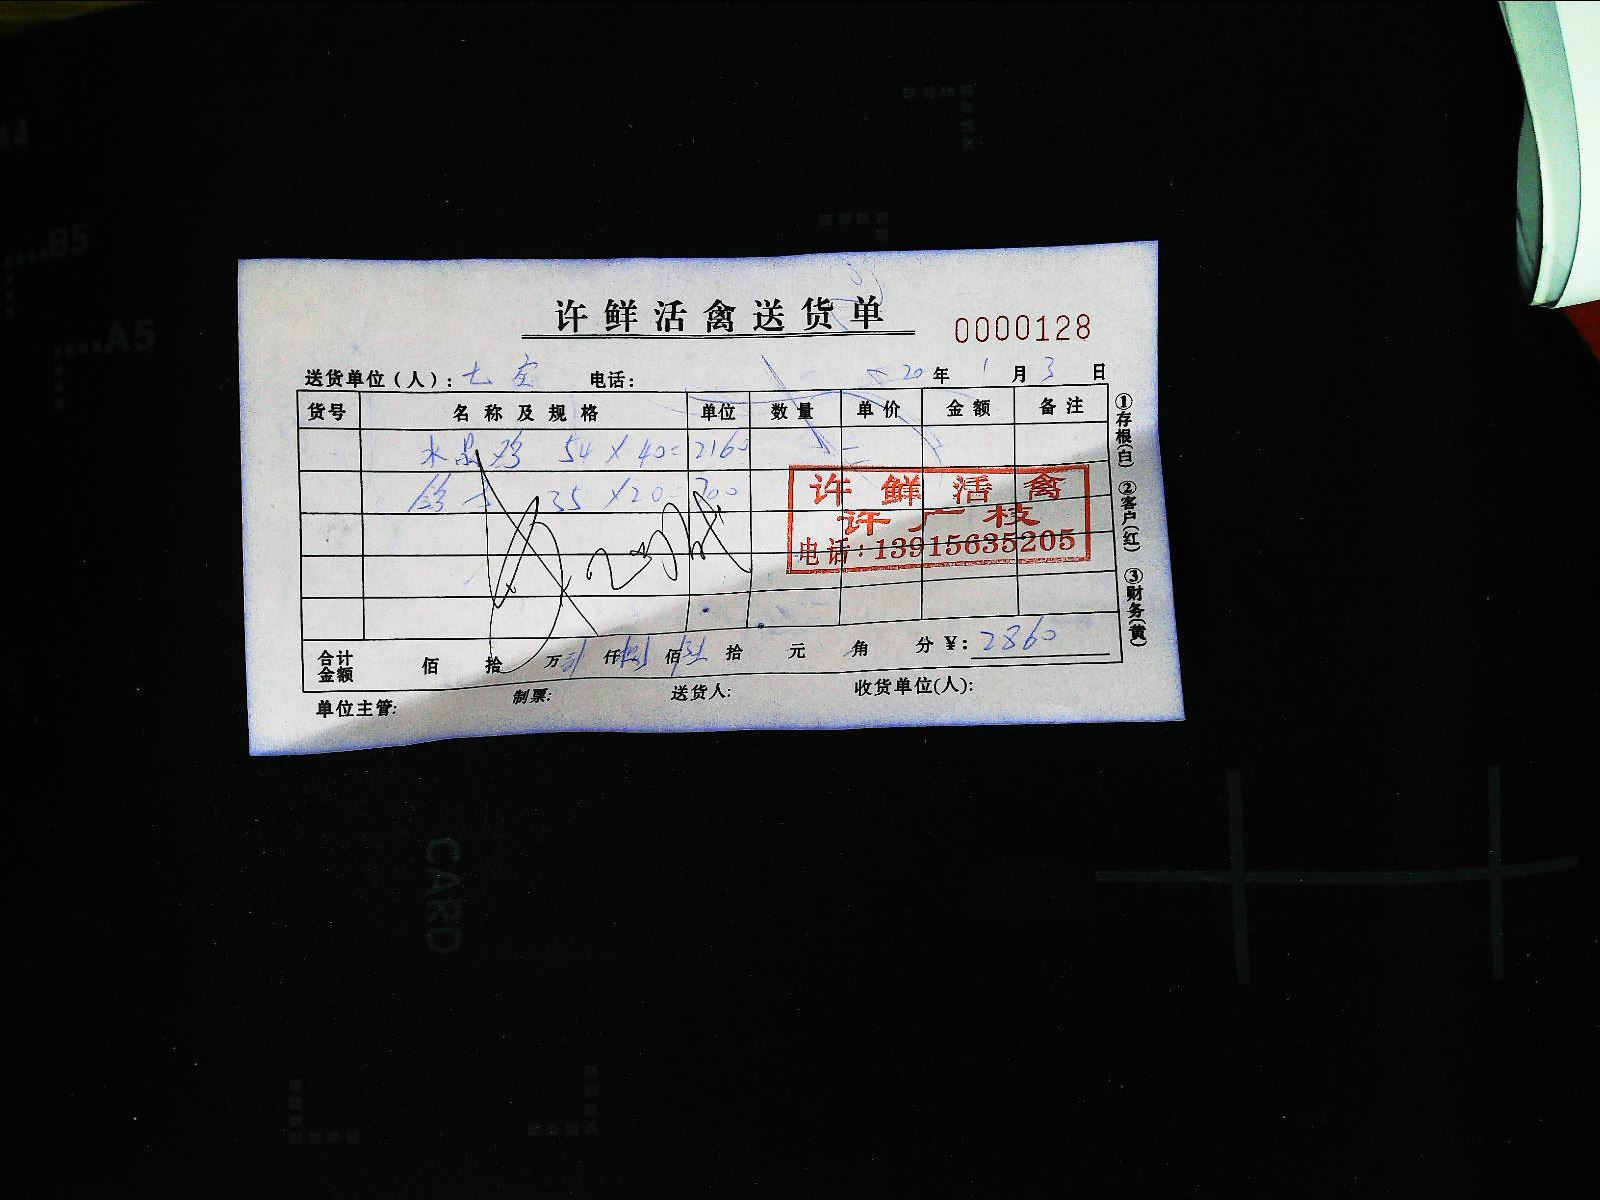 许鲜活禽送货单
0000128
送货单位（人）：七宝 电话： 20 年 1 月 3 日
货号 名称及规格 单位 数量 单价 金额 备注
水晶鸡 54 × 40 = 2160
35 × 20 = 700
许鲜活禽
许广枝
电话：13915635205
合计金额 佰 拾 万 仟 佰 拾 元 角 分 ¥：2860
单位主管： 制票： 送货人： 收货单位(人)：
①存根(白) ②客户(红) ③财务(黄)
B5
A5
CARD